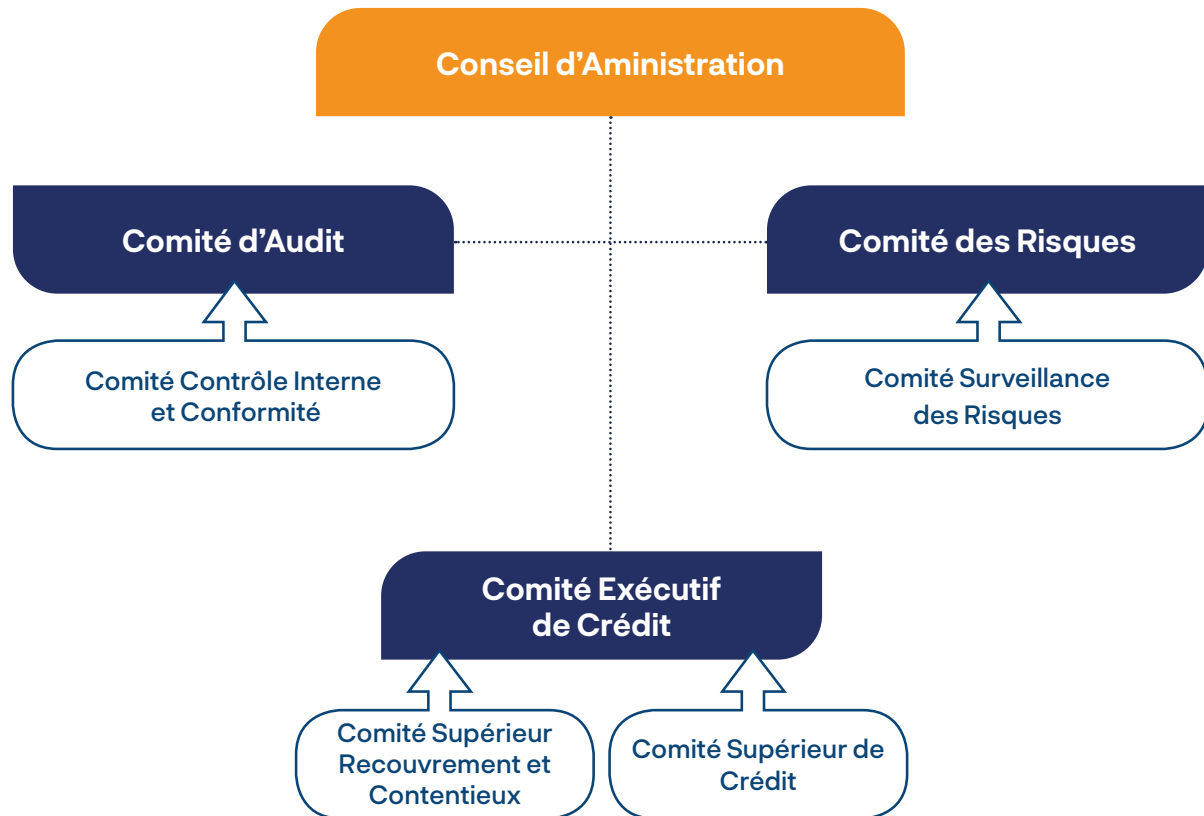 Conseil d’Aministration
Comité d’Audit
Comité des Risques
Comité Contrôle Interne
et Conformité
Comité Surveillance
des Risques
Comité Exécutif
de Crédit
Comité Supérieur
Recouvrement et
Contentieux
Comité Supérieur de
Crédit